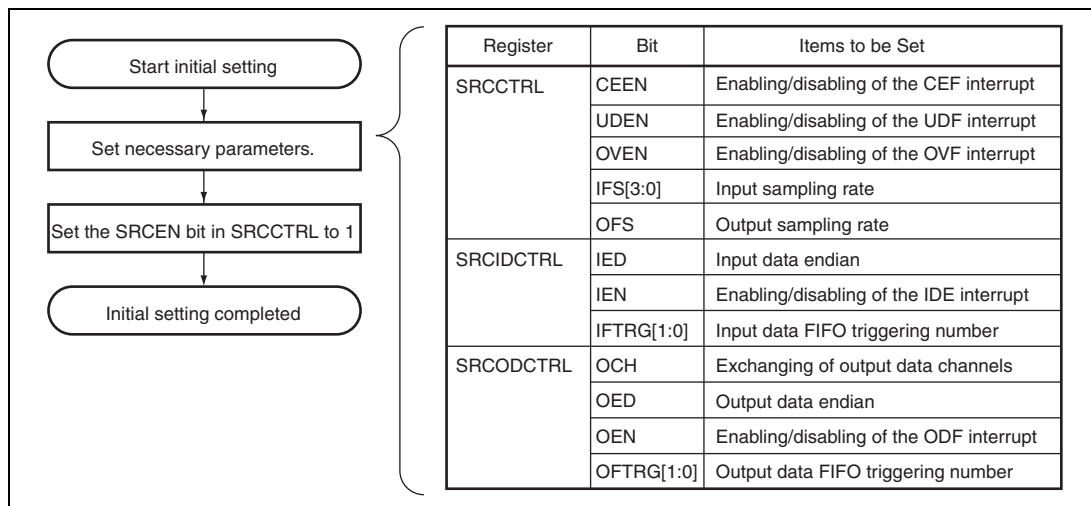 Start initial setting
Set necessary parameters.
Set the SRCEN bit in SRCCTRL to 1
Initial setting completed
Register Bit Items to be Set
SRCCTRL CEEN Enabling/disabling of the CEF interrupt
UDEN Enabling/disabling of the UDF interrupt
OVEN Enabling/disabling of the OVF interrupt
IFS[3:0] Input sampling rate
OFS Output sampling rate
SRCIDCTRL IED Input data endian
IEN Enabling/disabling of the IDE interrupt
IFTRG[1:0] Input data FIFO triggering number
SRCODCTRL OCH Exchanging of output data channels
OED Output data endian
OEN Enabling/disabling of the ODF interrupt
OFTRG[1:0] Output data FIFO triggering number